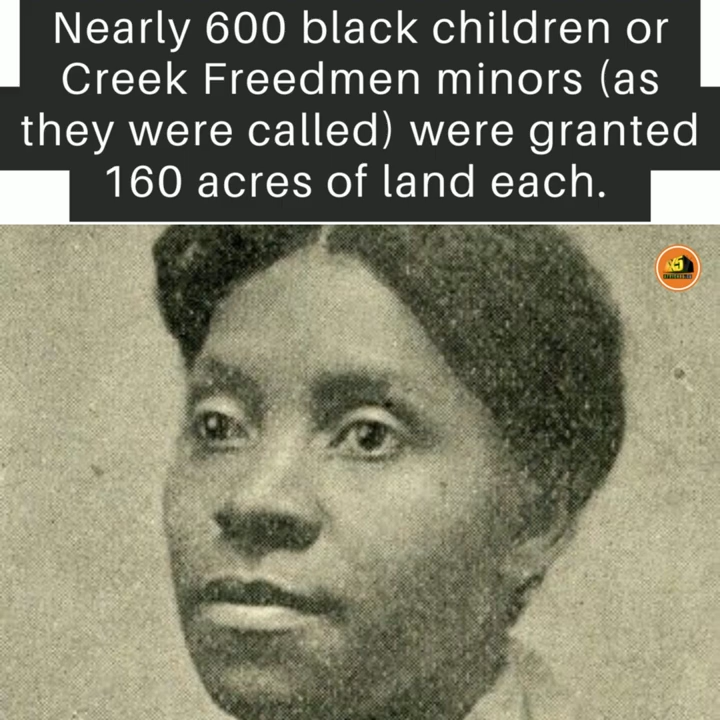 Nearly 600 black children or
Creek Freedmen minors (as
they were called) were granted
160 acres of land each.